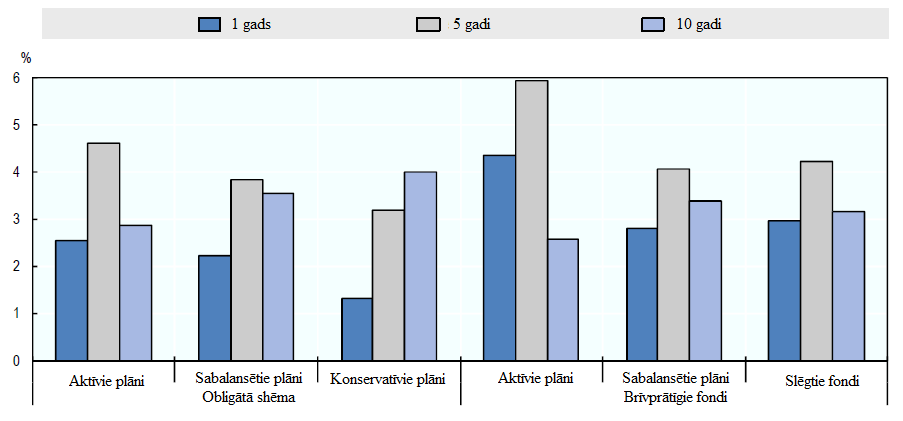 1 gads 5 gadi 10 gadi
%
6
5
4
3
2
1
0
Aktīvie plāni Sabalansētie plāni Konservatīvie plāni Aktīvie plāni Sabalansētie plāni Slēgtie fondi
Obligātā shēma Brīvprātīgie fondi